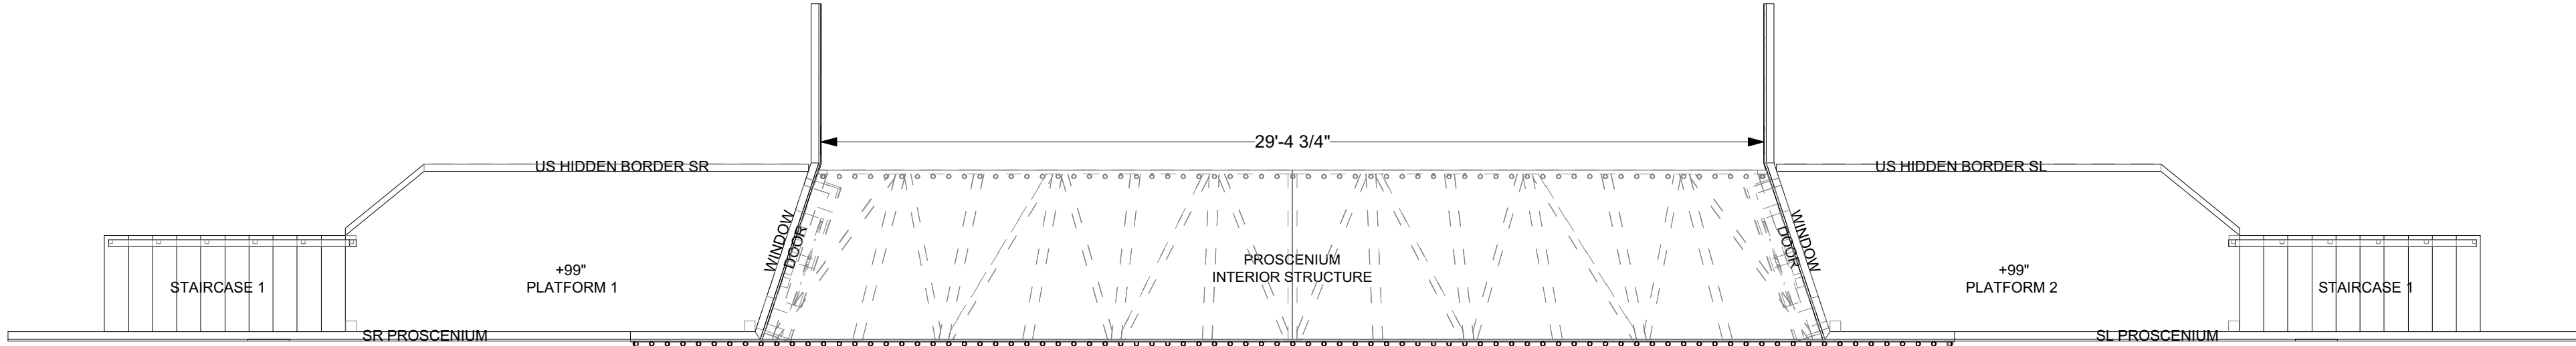 29'-4 3/4"
US HIDDEN BORDER SR
US HIDDEN BORDER SL
WINDOW
DOOR
WINDOW
DOOR
PROSCENIUM
INTERIOR STRUCTURE
+99"
PLATFORM 1
+99"
PLATFORM 2
STAIRCASE 1
STAIRCASE 1
SR PROSCENIUM
SL PROSCENIUM